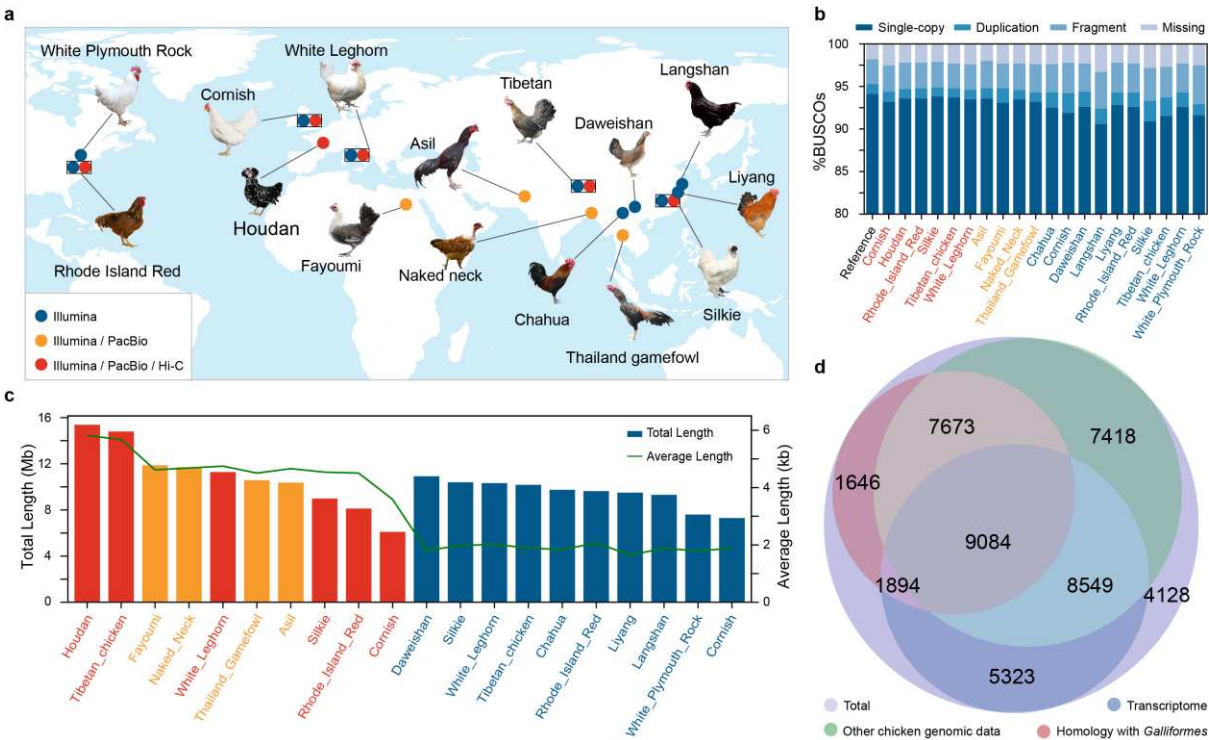 a
White Plymouth Rock
White Leghorn
Cornish
Tibetan
Langshan
Daweishan
Asil
Liyang
Houdan
Rhode Island Red
Fayoumi
Naked neck
Chahua
Silkie
Thailand gamefowl
Illumina
Illumina / PacBio
Illumina / PacBio / Hi-C
b
Single-copy Duplication Fragment Missing
%BUSCOs
100
95
90
85
80
Reference
Cornish
Houdan
Rhode_Island_Red
Silkie
Tibetan_chicken
White_Leghorn
Asil
Fayoumi
Naked_Neck
Thailand_Gamefowl
Chahua
Cornish
Daweishan
Langshan
Liyang
Rhode_Island_Red
Silkie
Tibetan_chicken
White_Leghorn
White_Plymouth_Rock
c
Total Length (Mb)
16
12
8
4
0
Total Length
Average Length
Average Length (kb)
6
4
2
0
Houdan
Tibetan_chicken
Fayoumi
Naked_Neck
White_Leghorn
Thailand_Gamefowl
Asil
Silkie
Rhode_Island_Red
Cornish
Daweishan
Silkie
White_Leghorn
Tibetan_chicken
Chahua
Rhode_Island_Red
Liyang
Langshan
White_Plymouth_Rock
Cornish
d
7673
7418
1646
9084
1894
8549
4128
5323
Total
Transcriptome
Other chicken genomic data
Homology with Galliformes